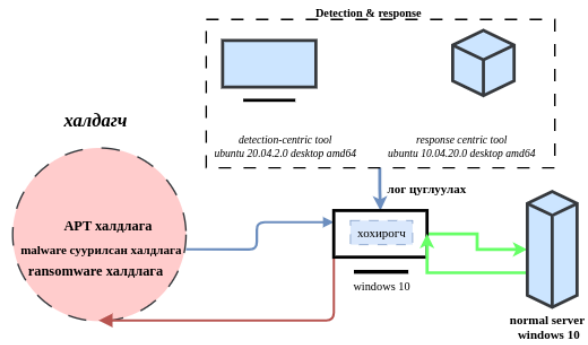 Detection & response
detection-centric tool
ubuntu 20.04.2.0 desktop amd64
response centric tool
ubuntu 10.04.20.0 desktop amd64
халдагч
лог цуглуулах
АРТ халдлага
malware суурилсан халдлага
ransomware халдлага
хохирогч
windows 10
normal server
windows 10